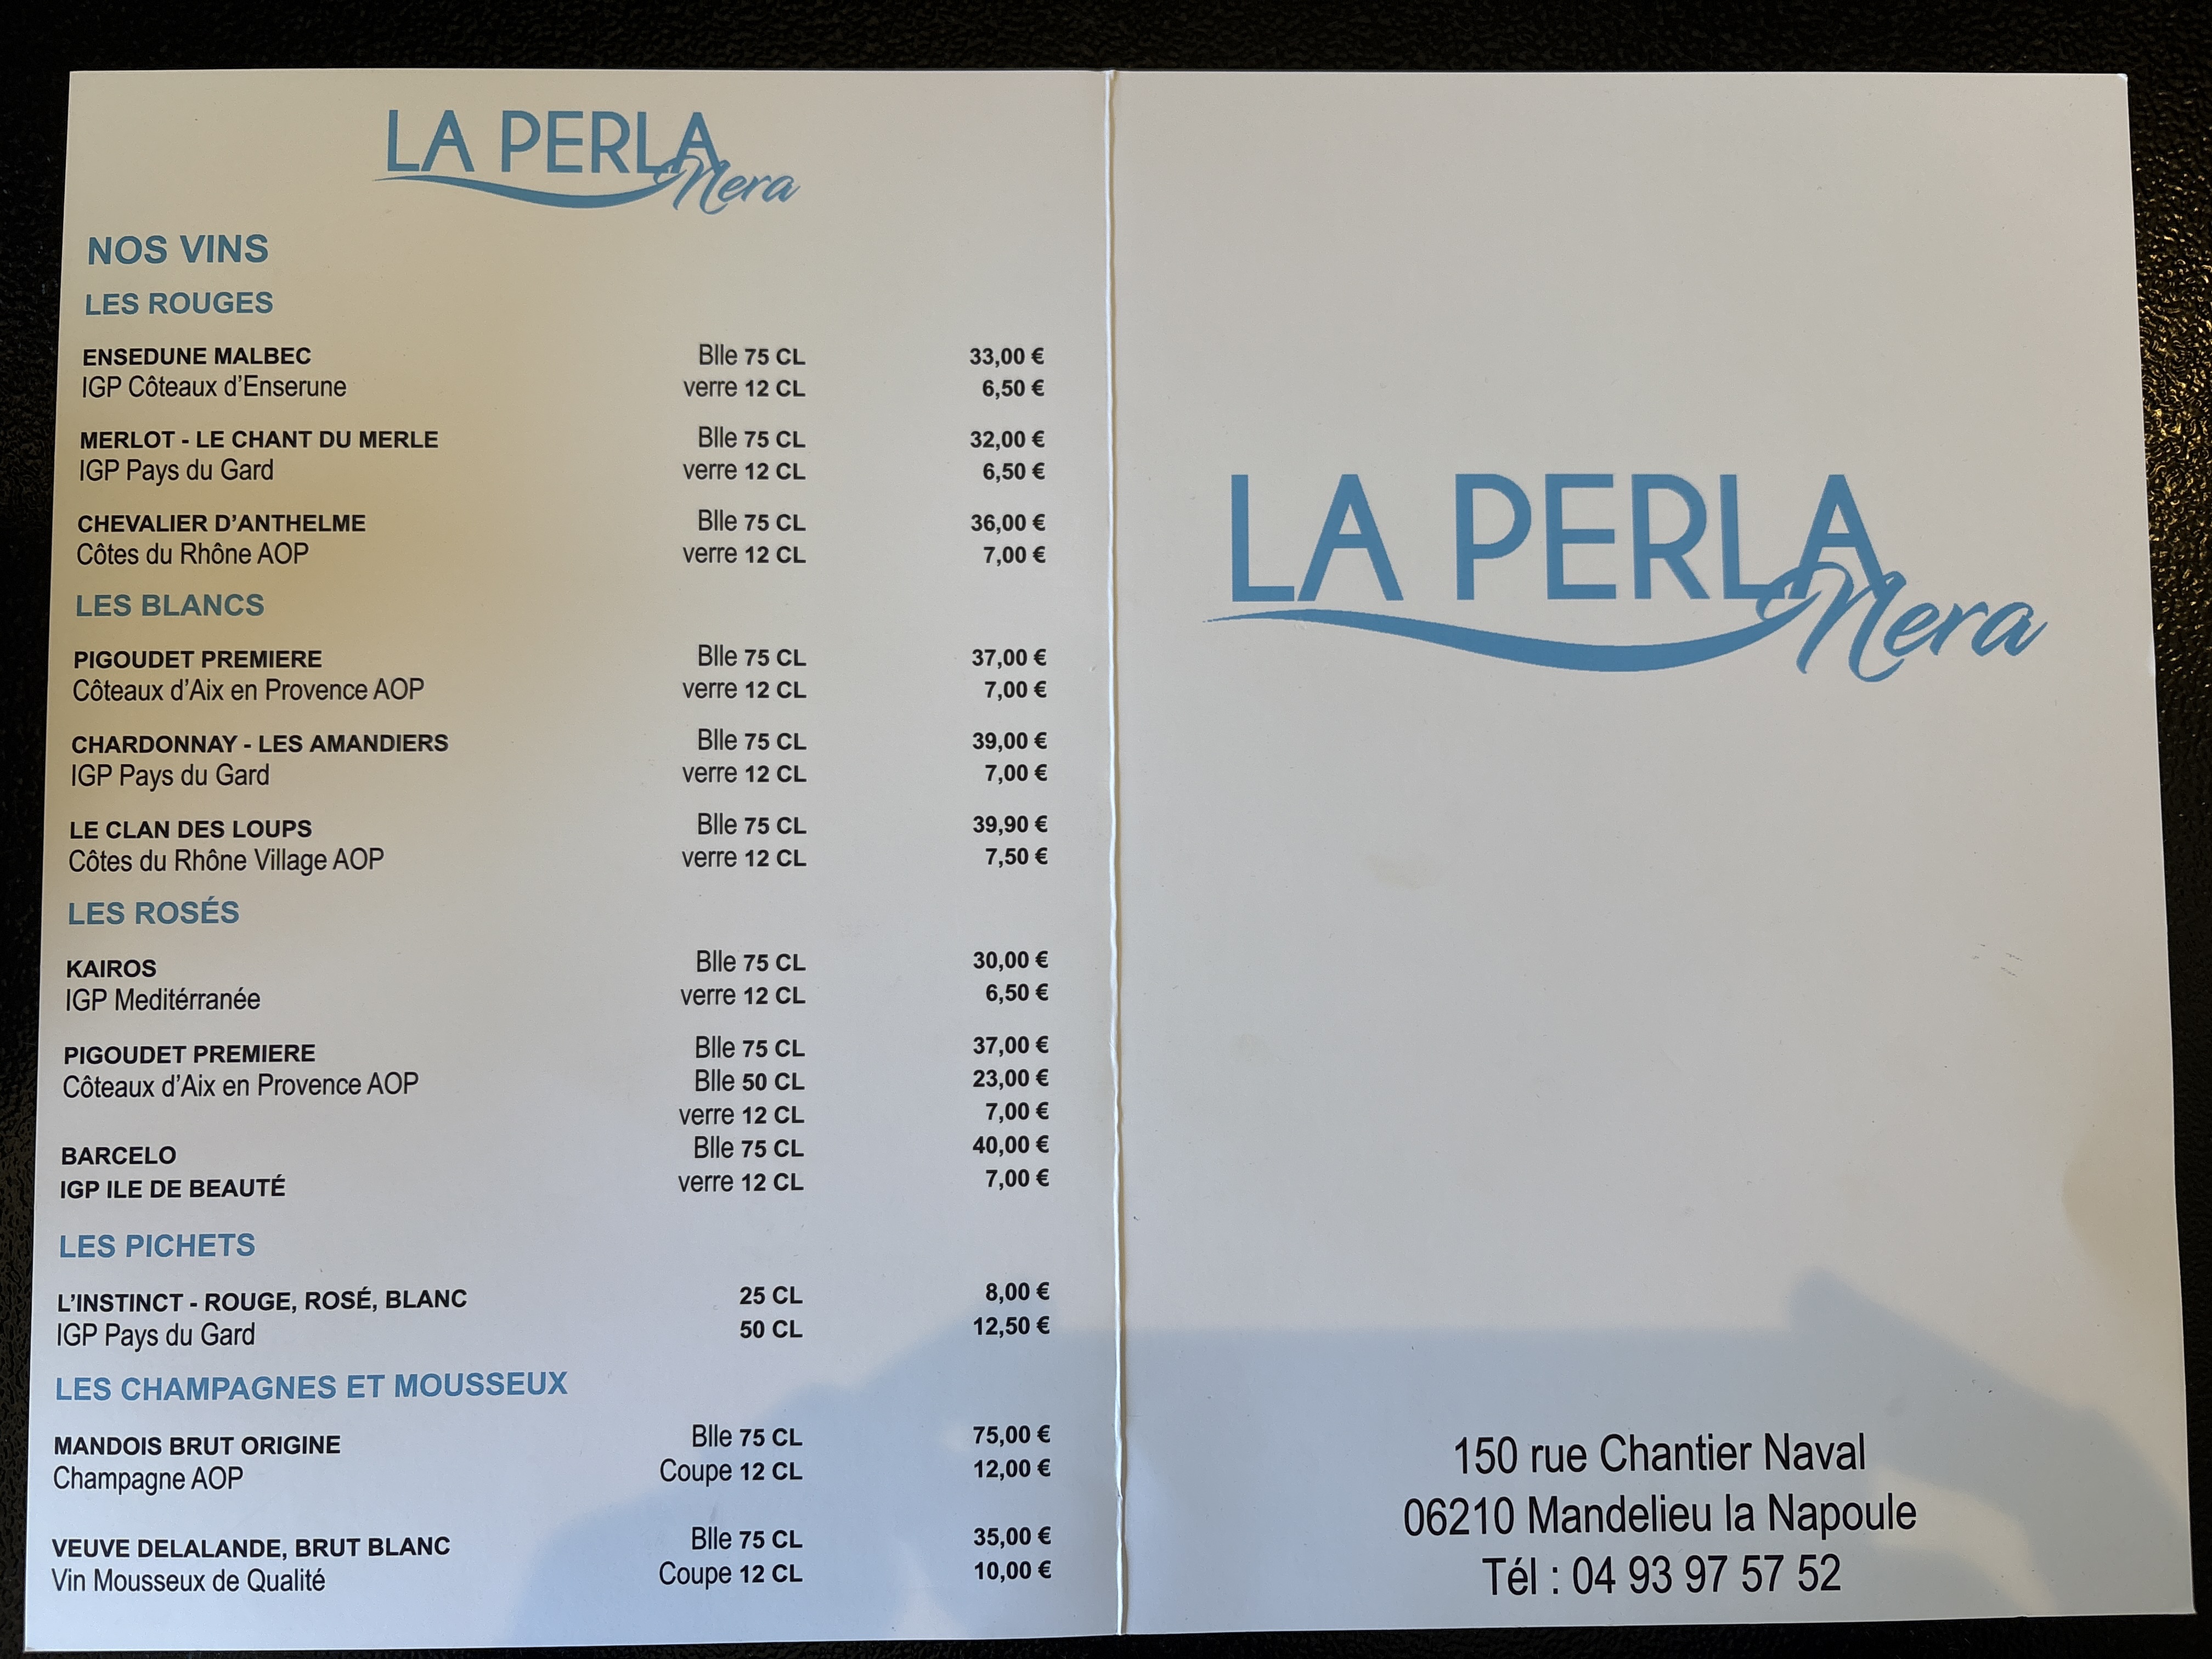 LA PERLA
Nera
NOS VINS
LES ROUGES
ENSEDUNE MALBEC Blle 75 CL 33,00 €
IGP Côteaux d’Enserune verre 12 CL 6,50 €
MERLOT - LE CHANT DU MERLE Blle 75 CL 32,00 €
IGP Pays du Gard verre 12 CL 6,50 €
CHEVALIER D’ANTHELME Blle 75 CL 36,00 €
Côtes du Rhône AOP verre 12 CL 7,00 €
LES BLANCS
PIGOUDET PREMIERE Blle 75 CL 37,00 €
Côteaux d’Aix en Provence AOP verre 12 CL 7,00 €
CHARDONNAY - LES AMANDIERS Blle 75 CL 39,00 €
IGP Pays du Gard verre 12 CL 7,00 €
LE CLAN DES LOUPS Blle 75 CL 39,90 €
Côtes du Rhône Village AOP verre 12 CL 7,50 €
LES ROSÉS
KAIROS Blle 75 CL 30,00 €
IGP Meditérranée verre 12 CL 6,50 €
PIGOUDET PREMIERE Blle 75 CL 37,00 €
Côteaux d’Aix en Provence AOP Blle 50 CL 23,00 €
verre 12 CL 7,00 €
BARCELO Blle 75 CL 40,00 €
IGP ILE DE BEAUTÉ verre 12 CL 7,00 €
LES PICHETS
L’INSTINCT - ROUGE, ROSÉ, BLANC 25 CL 8,00 €
IGP Pays du Gard 50 CL 12,50 €
LES CHAMPAGNES ET MOUSSEUX
MANDOIS BRUT ORIGINE Blle 75 CL 75,00 €
Champagne AOP Coupe 12 CL 12,00 €
VEUVE DELALANDE, BRUT BLANC Blle 75 CL 35,00 €
Vin Mousseux de Qualité Coupe 12 CL 10,00 €
LA PERLA
Nera
150 rue Chantier Naval
06210 Mandelieu la Napoule
Tél : 04 93 97 57 52